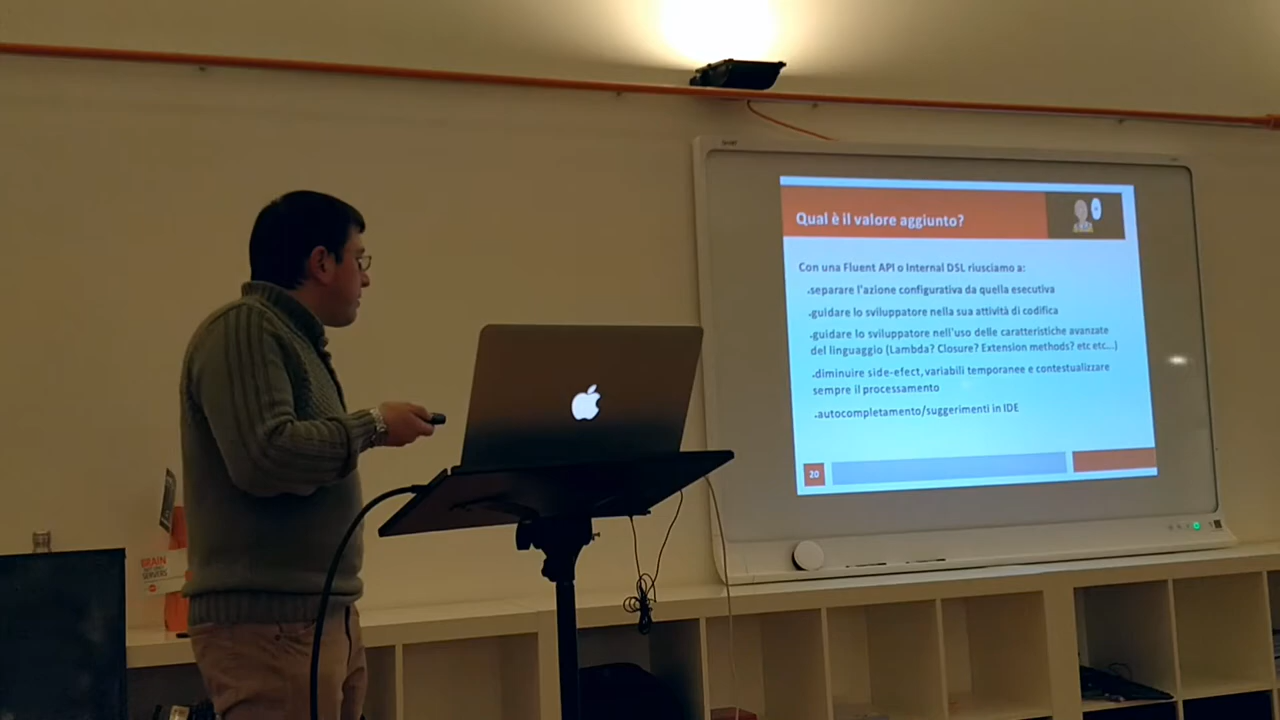 Qual è il valore aggiunto?
Con una Fluent API o Internal DSL riusciamo a:
.separare l'azione configurativa da quella esecutiva
.guidare lo sviluppatore nella sua attività di codifica
.guidare lo sviluppatore nell'uso delle caratteristiche avanzate
del linguaggio (Lambda? Closure? Extension methods? etc etc...)
.diminuire side-efect, variabili temporanee e contestualizzare
sempre il processamento
.autocompletamento/suggerimenti in IDE
20
BRAIN
SERVERS